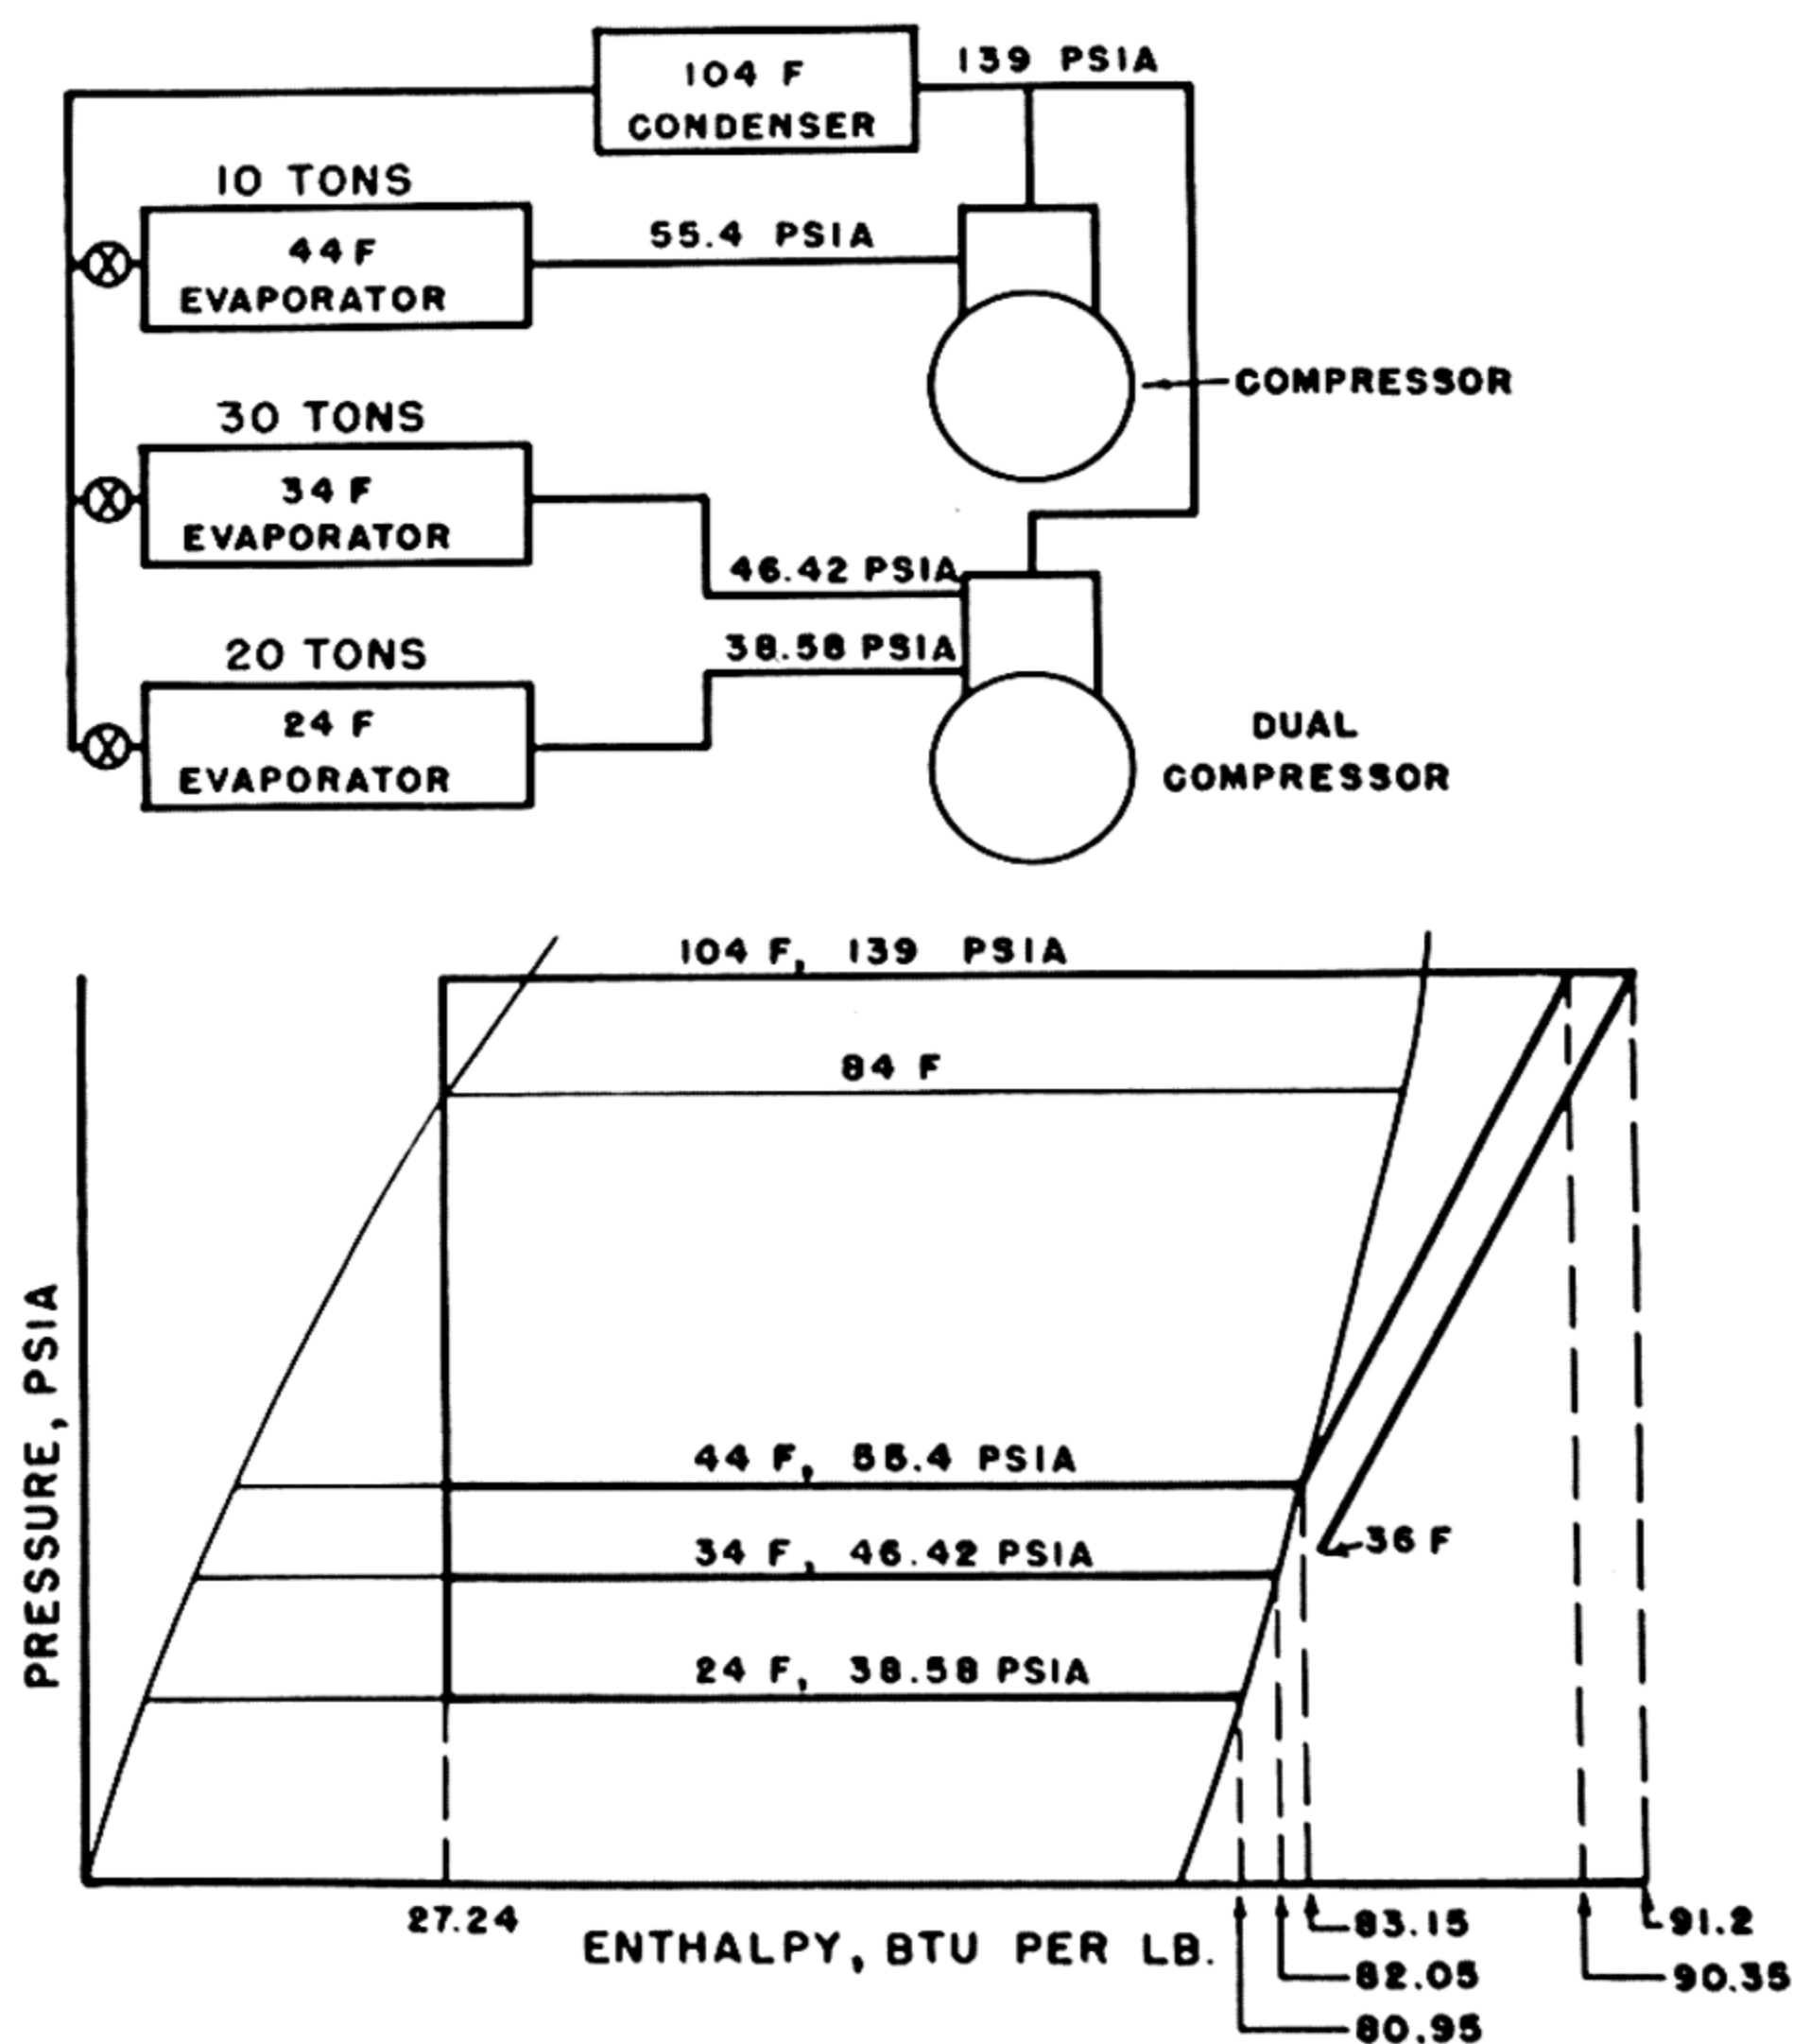 104 F
CONDENSER
139 PSIA
10 TONS
44 F
EVAPORATOR
55.4 PSIA
COMPRESSOR
30 TONS
34 F
EVAPORATOR
46.42 PSIA
38.58 PSIA
20 TONS
24 F
EVAPORATOR
DUAL
COMPRESSOR
104 F, 139 PSIA
84 F
44 F, 55.4 PSIA
36 F
34 F, 46.42 PSIA
24 F, 38.58 PSIA
PRESSURE, PSIA
27.24
ENTHALPY, BTU PER LB.
83.15
82.05
80.95
91.2
90.35